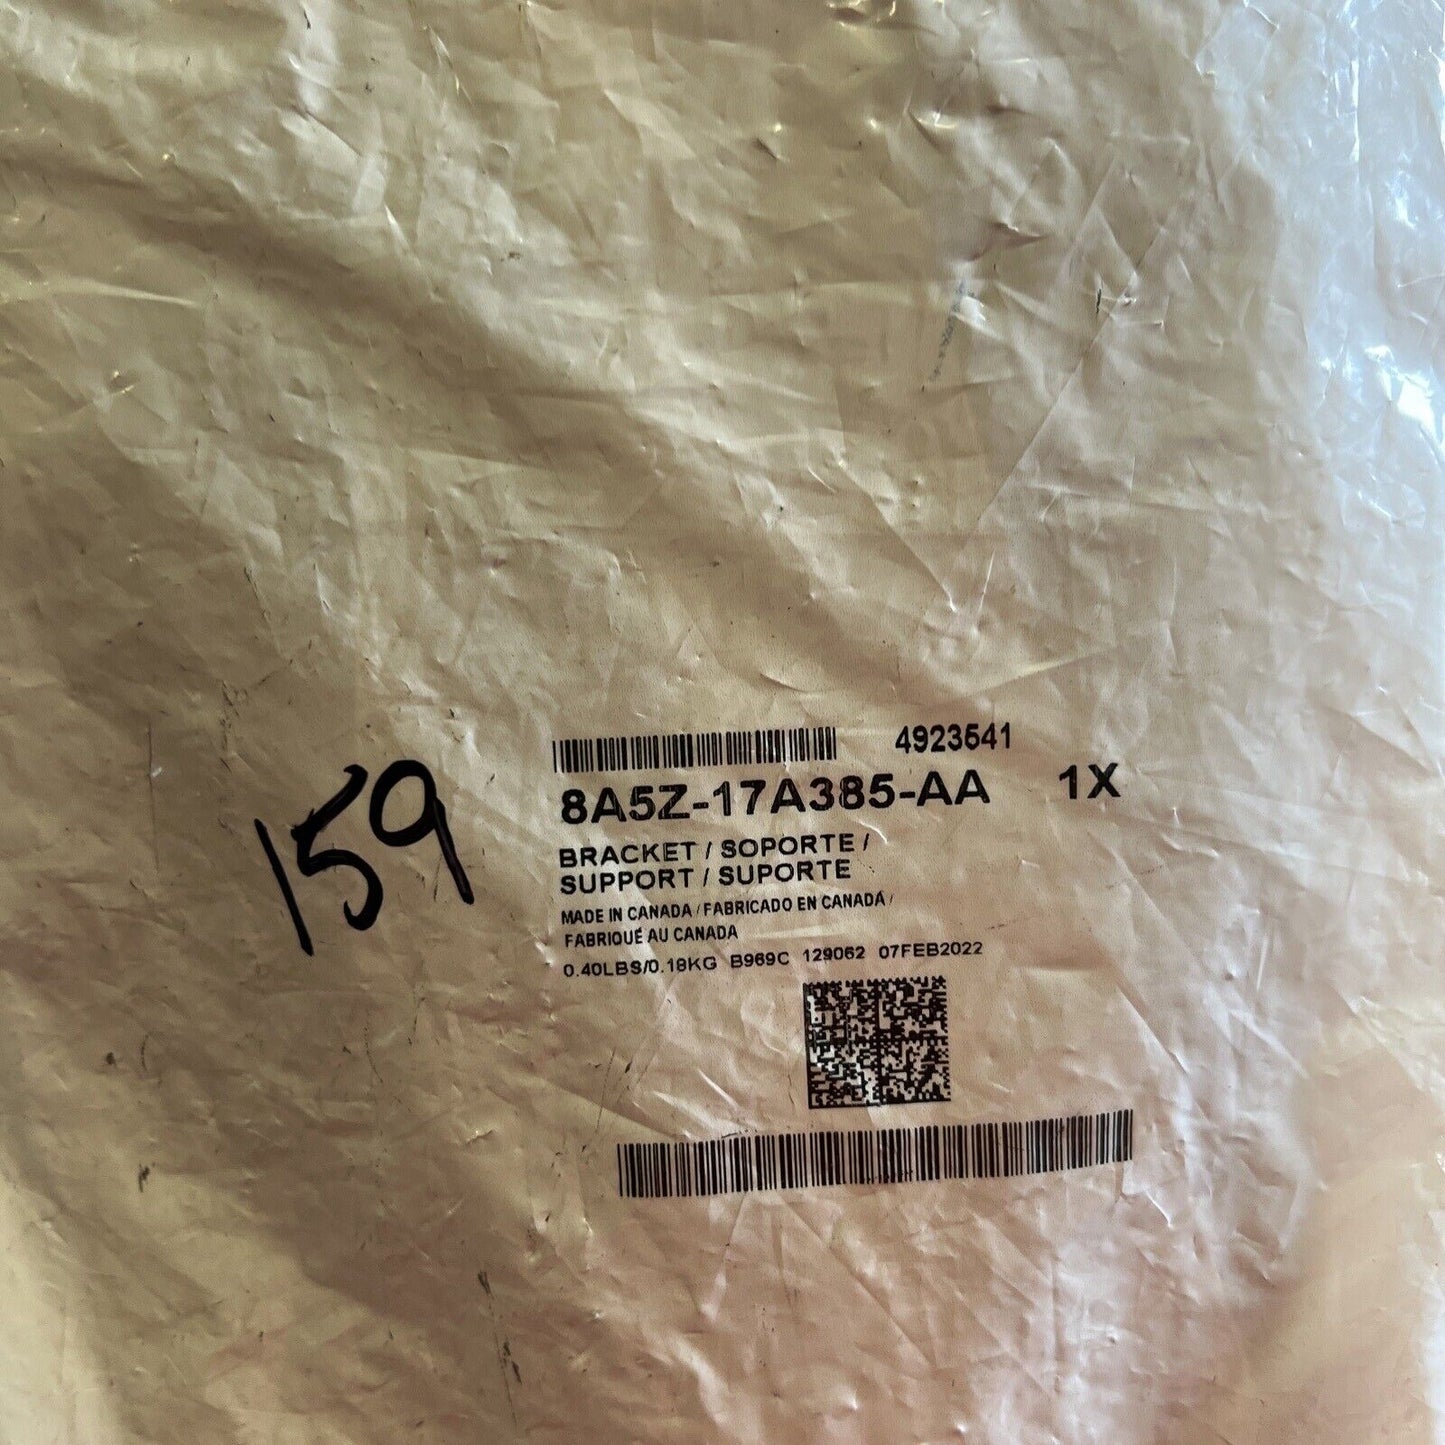 4923541
8A5Z-17A385-AA 1X
159
BRACKET / SOPORTE /
SUPPORT / SUPORTE
MADE IN CANADA / FABRICADO EN CANADÁ /
FABRIQUÉ AU CANADA
0.40LBS/0.18KG B969C 129062 07FEB2022